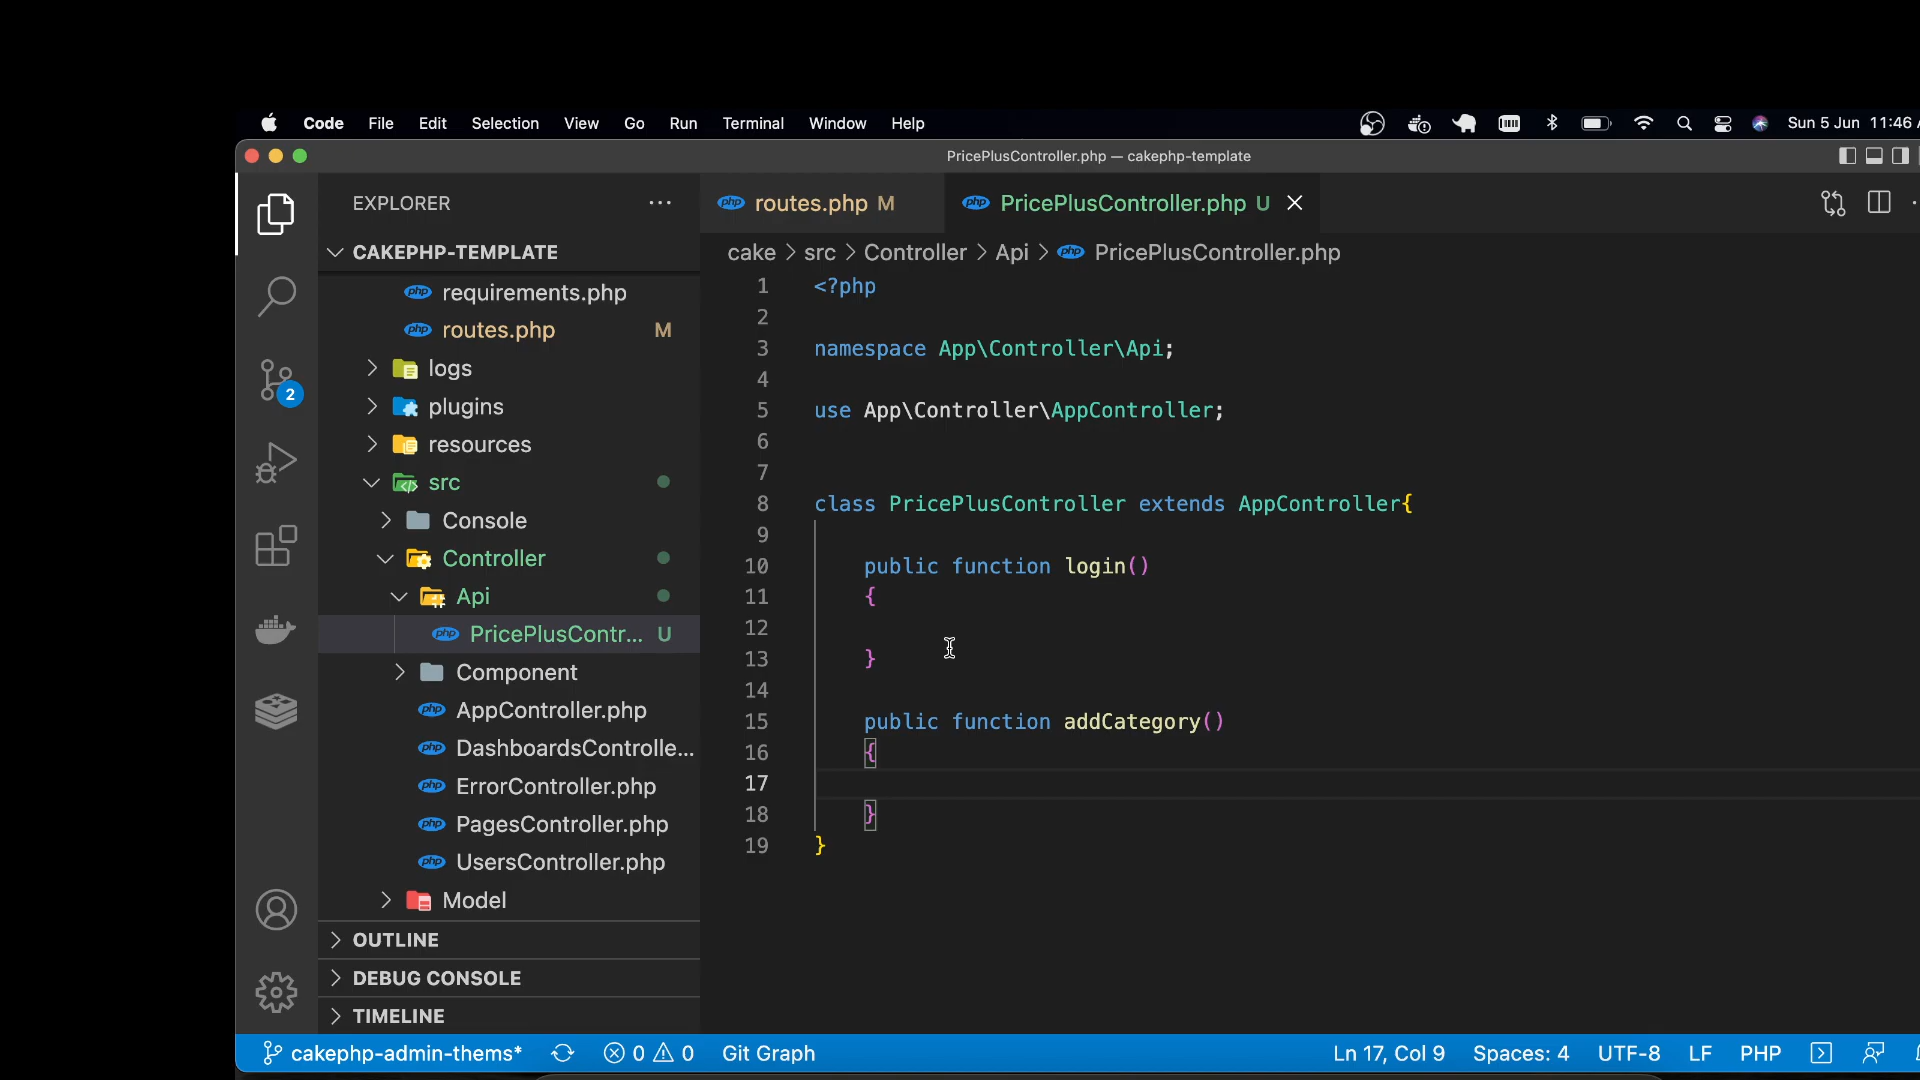 Code File Edit Selection View Go Run Terminal Window Help Sun 5 Jun 11:46
PricePlusController.php — cakephp-template
EXPLORER
routes.php M
PricePlusController.php U
CAKEPHP-TEMPLATE
cake > src > Controller > Api > PricePlusController.php
requirements.php
routes.php M
logs
plugins
resources
src
Console
Controller
Api
PricePlusContr... U
Component
AppController.php
DashboardsControlle...
ErrorController.php
PagesController.php
UsersController.php
Model
OUTLINE
DEBUG CONSOLE
TIMELINE
2
1 <?php
2
3 namespace App\Controller\Api;
4
5 use App\Controller\AppController;
6
7
8 class PricePlusController extends AppController{
9
10 public function login()
11 {
12
13 }
14
15 public function addCategory()
16 {
17
18 }
19 }
cakephp-admin-thems* 0 0 Git Graph Ln 17, Col 9 Spaces: 4 UTF-8 LF PHP